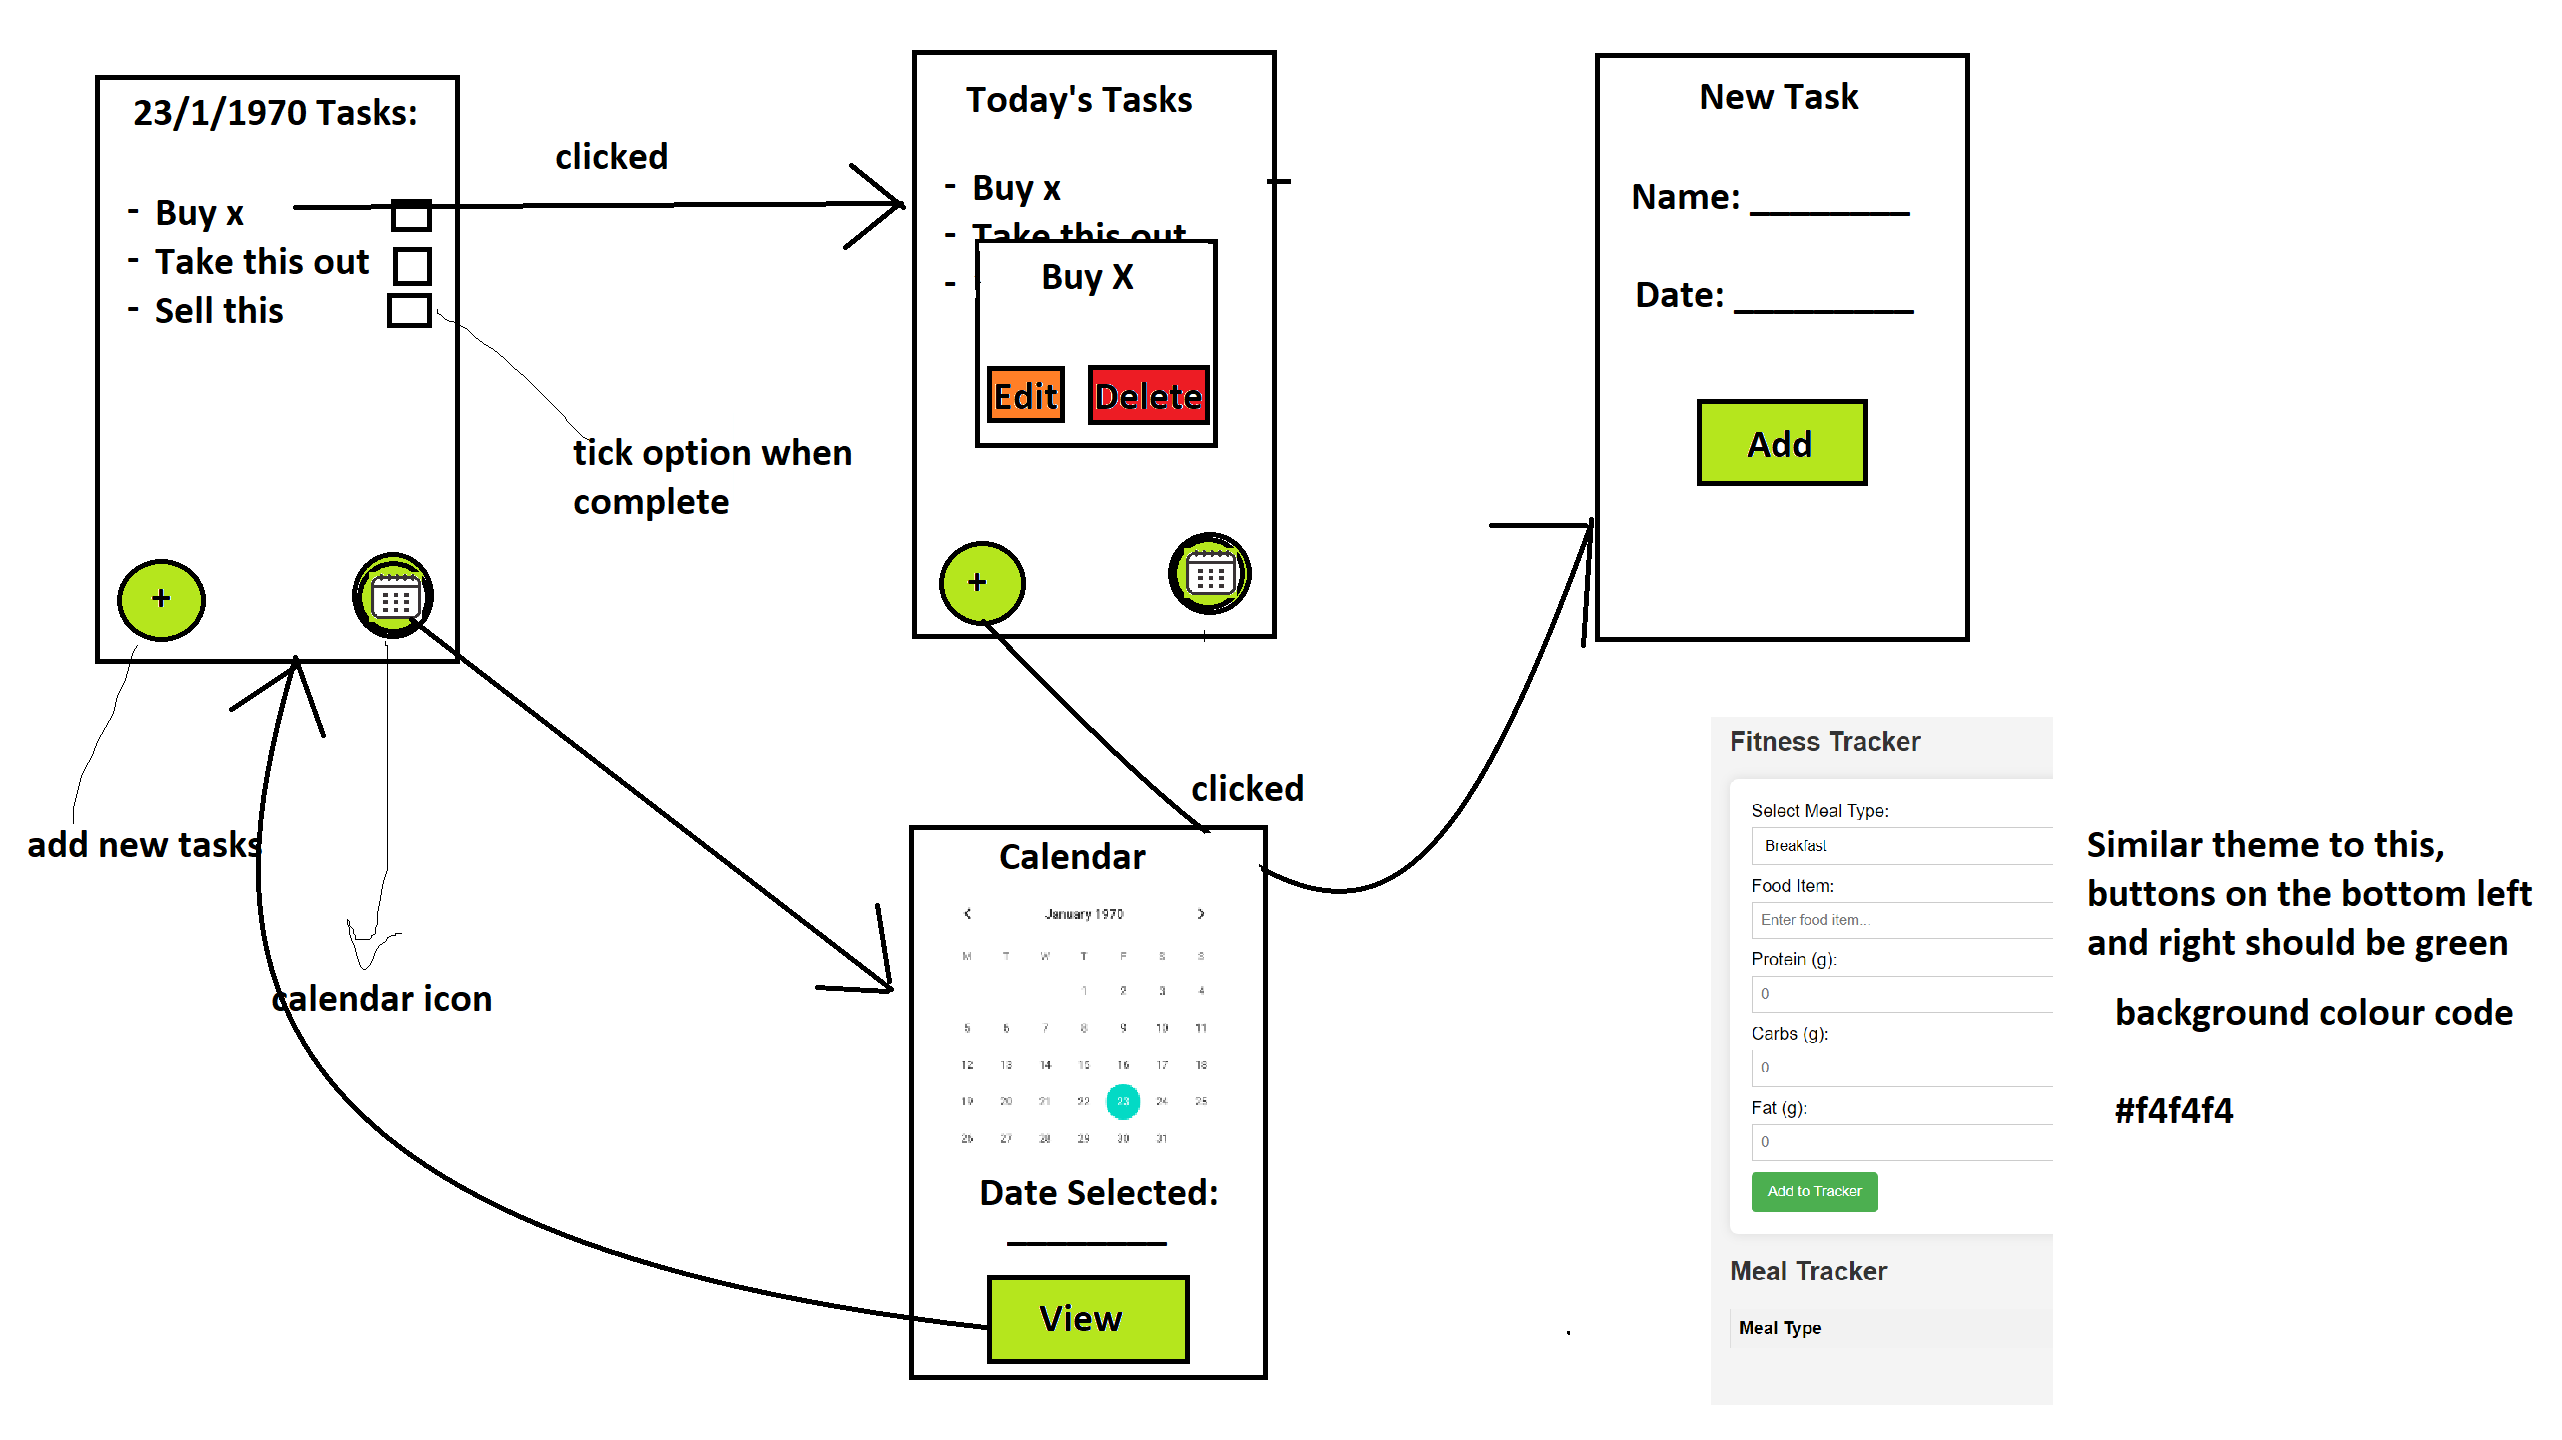 23/1/1970 Tasks:
- Buy x
- Take this out
- Sell this
+
clicked
tick option when
complete
add new tasks
calendar icon
Today's Tasks
- Buy x
- Take this out
-
Buy X
Edit Delete
+
clicked
New Task
Name: ________
Date: _________
Add
Calendar
< January 1970 >
M T W T F S S
1 2 3 4
5 6 7 8 9 10 11
12 13 14 15 16 17 18
19 20 21 22 23 24 25
26 27 28 29 30 31
Date Selected:
________
View
Fitness Tracker
Select Meal Type:
Breakfast
Food Item:
Enter food item...
Protein (g):
0
Carbs (g):
0
Fat (g):
0
Add to Tracker
Meal Tracker
Meal Type
Similar theme to this,
buttons on the bottom left
and right should be green
background colour code
#f4f4f4